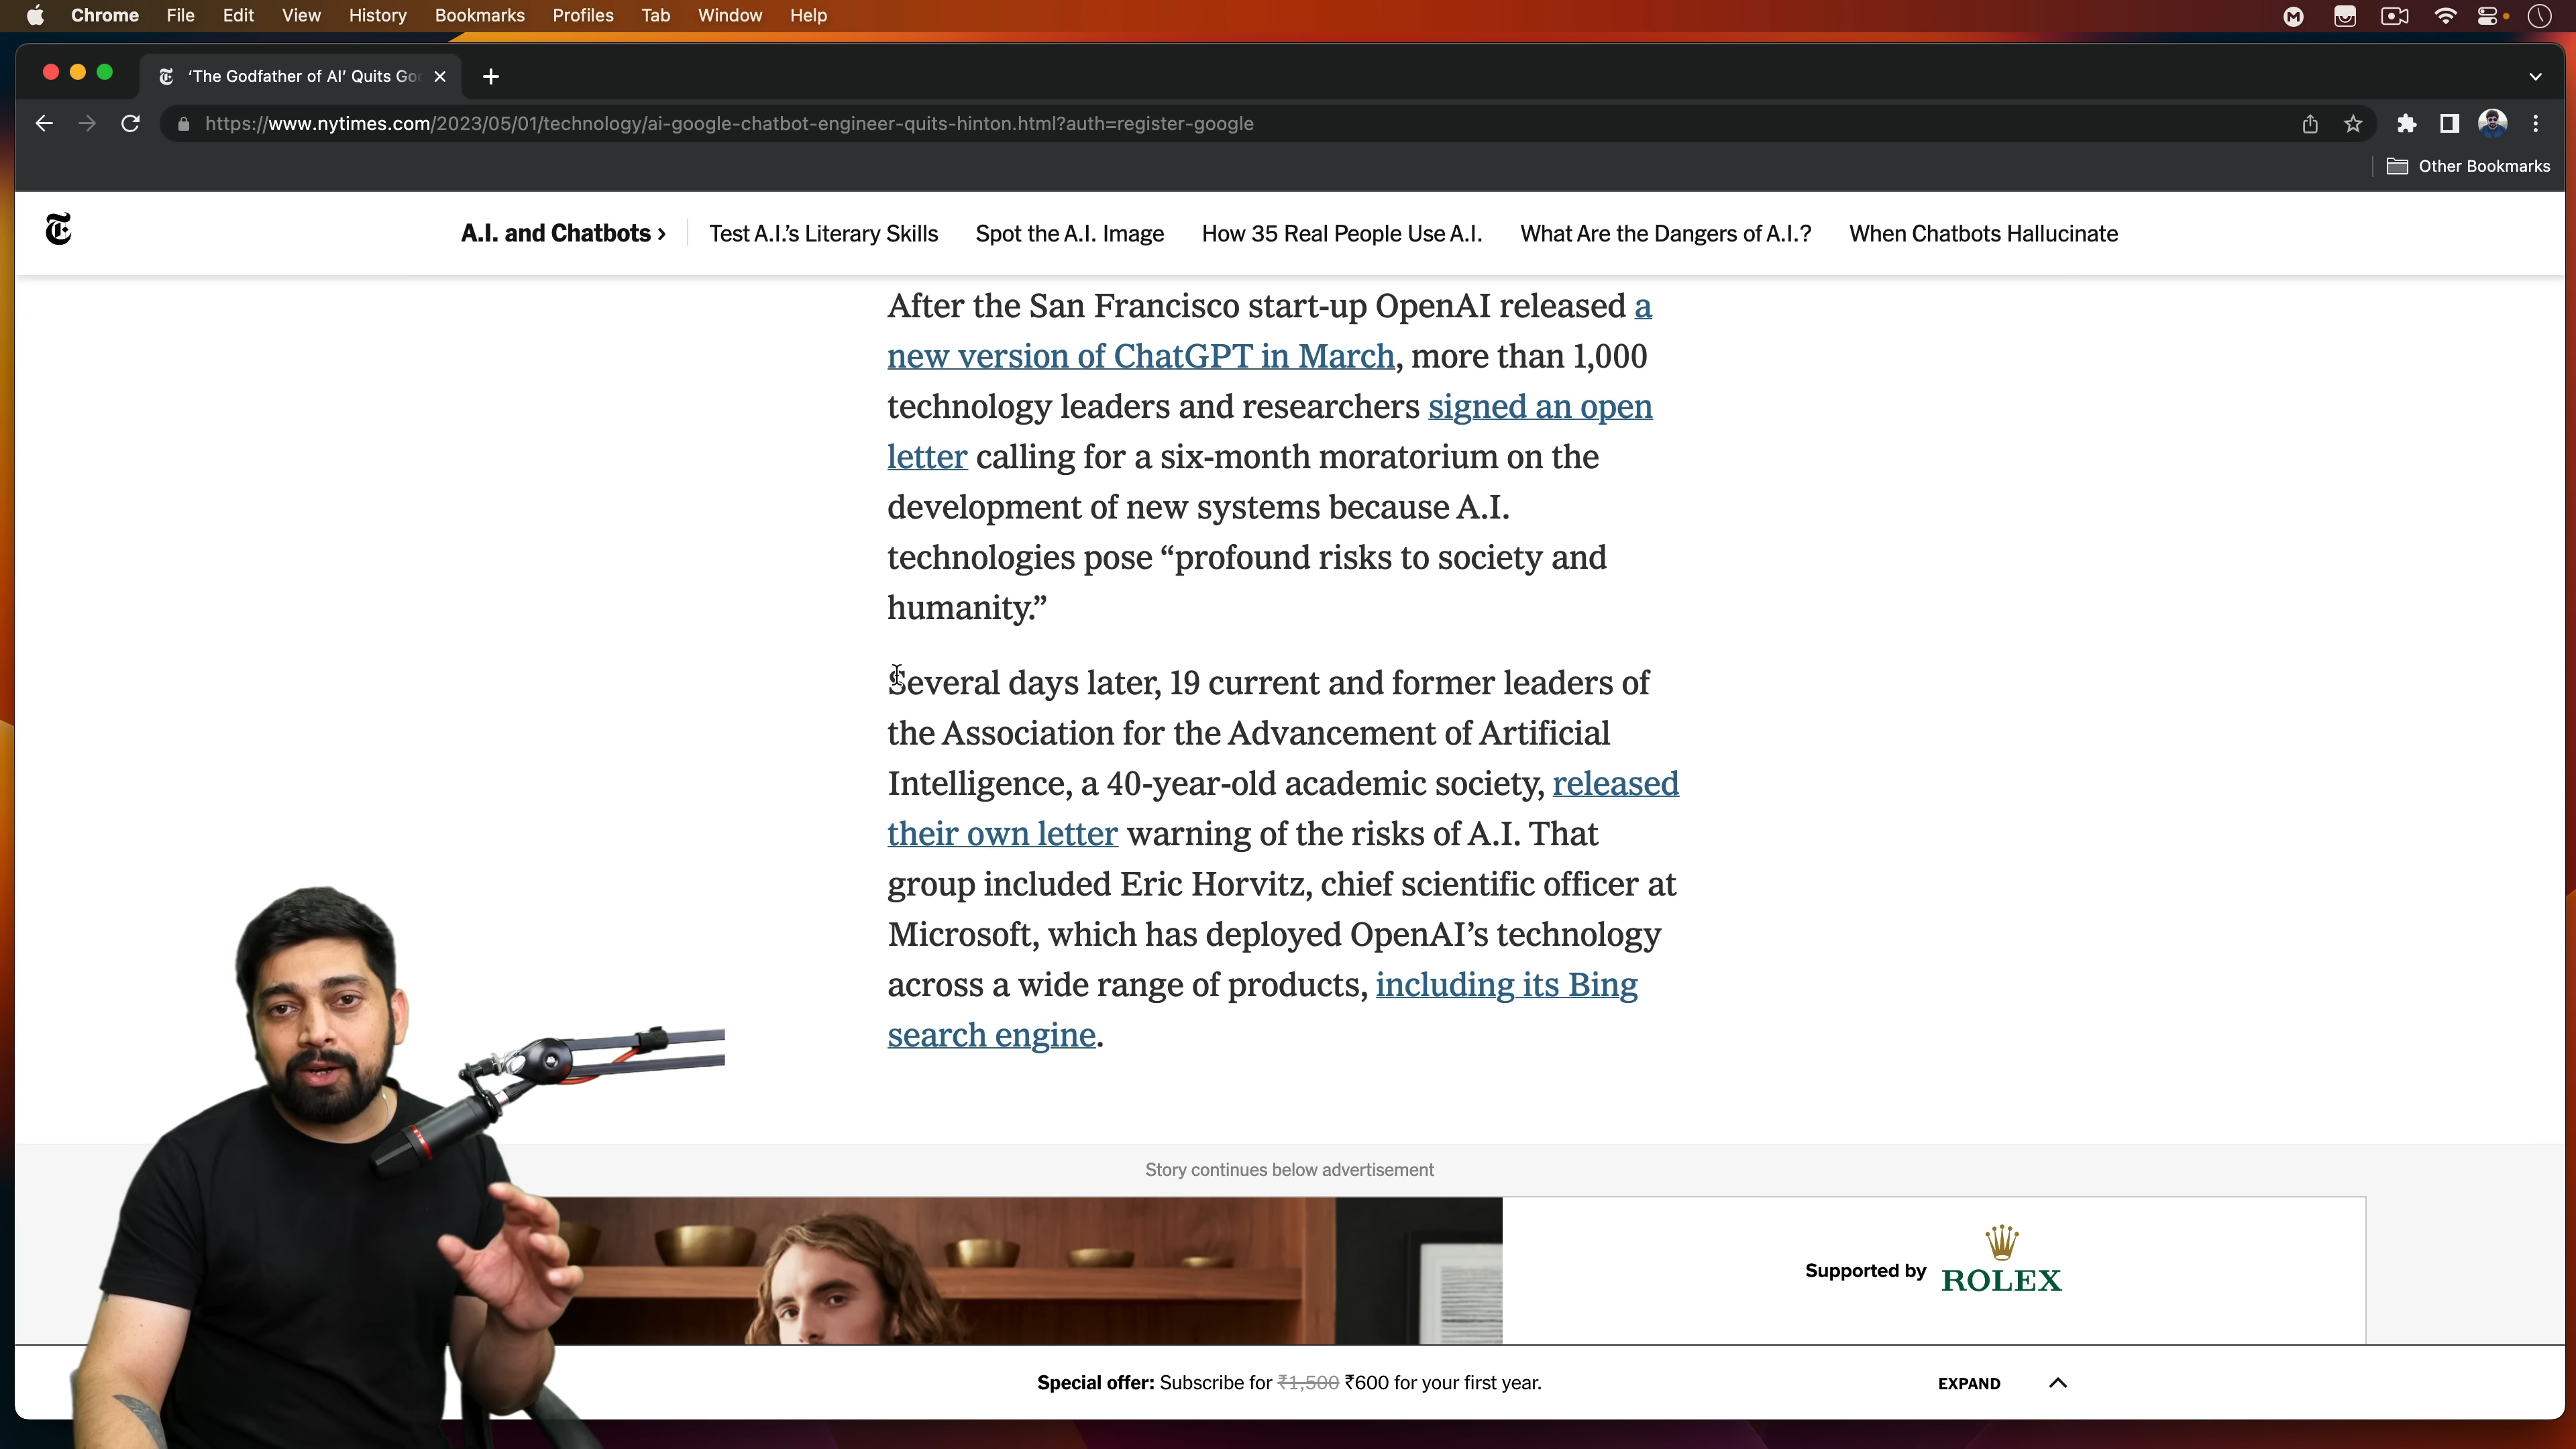 Chrome File Edit View History Bookmarks Profiles Tab Window Help
'The Godfather of AI' Quits Goo
https://www.nytimes.com/2023/05/01/technology/ai-google-chatbot-engineer-quits-hinton.html?auth=register-google
Other Bookmarks
A.I. and Chatbots › Test A.I.'s Literary Skills Spot the A.I. Image How 35 Real People Use A.I. What Are the Dangers of A.I.? When Chatbots Hallucinate
After the San Francisco start-up OpenAI released a
new version of ChatGPT in March, more than 1,000
technology leaders and researchers signed an open
letter calling for a six-month moratorium on the
development of new systems because A.I.
technologies pose “profound risks to society and
humanity.”
Several days later, 19 current and former leaders of
the Association for the Advancement of Artificial
Intelligence, a 40-year-old academic society, released
their own letter warning of the risks of A.I. That
group included Eric Horvitz, chief scientific officer at
Microsoft, which has deployed OpenAI’s technology
across a wide range of products, including its Bing
search engine.
Story continues below advertisement
Supported by ROLEX
Special offer: Subscribe for ₹1,500 ₹600 for your first year.
EXPAND